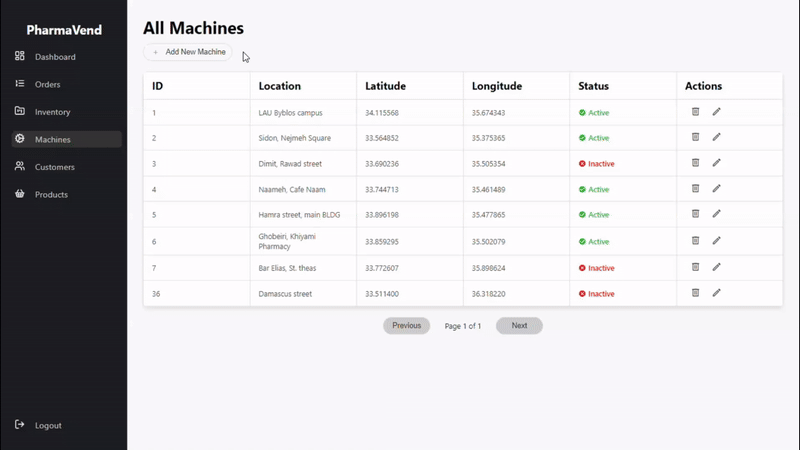 PharmaVend
Dashboard
Orders
Inventory
Machines
Customers
Products
Logout
All Machines
+ Add New Machine
ID Location Latitude Longitude Status Actions
1 LAU 8yblos campus 34.115568 35.674343 Active
2 Sidon, Nejmeh Square 33.564852 35.375365 Active
3 Dimit, Rawad street 33.690236 35.505354 Inactive
4 Naameh, Cafe Naam 33.744713 35.461489 Active
5 Hamra street, main BLDG 33.896198 35.477865 Active
6 Ghobeiri, Khiyami
Pharmacy 33.859295 35.502079 Active
7 Bar Elias, St. theas 33.772607 35.898624 Inactive
36 Damascus street 33.511400 36.318220 Inactive
Previous Page 1 of 1 Next